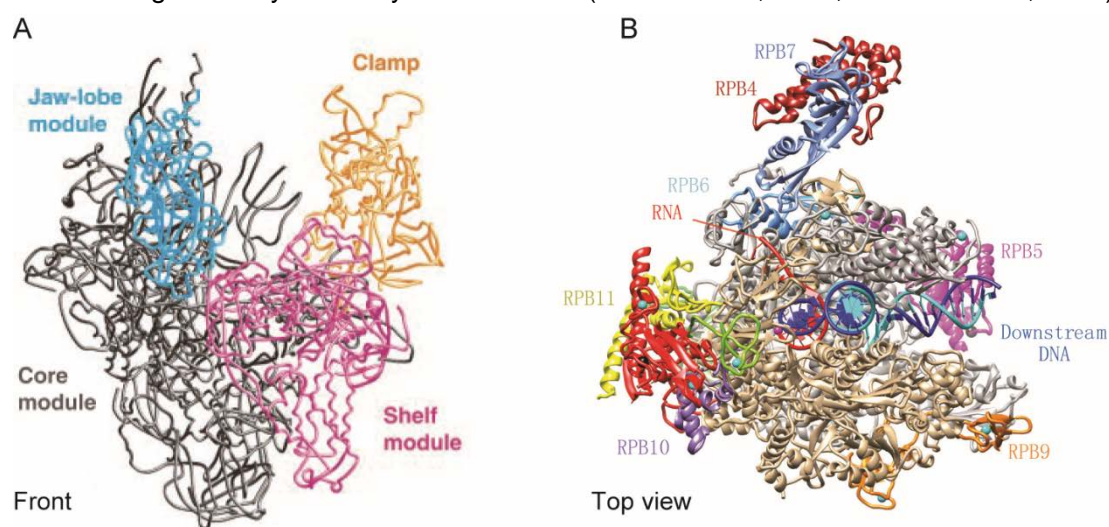 A
Jaw-lobe
module
Clamp
Core
module
Shelf
module
Front
B
RPB7
RPB4
RPB6
RNA
RPB5
RPB11
Downstream
DNA
RPB10
RPB9
Top view